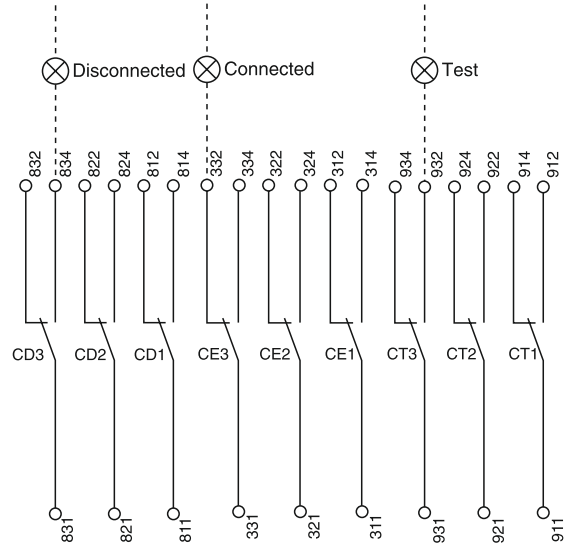 Disconnected Connected Test
832 834 822 824 812 814 332 334 322 324 312 314 934 932 924 922 914 912
CD3 CD2 CD1 CE3 CE2 CE1 CT3 CT2 CT1
831 821 811 331 321 311 931 921 911